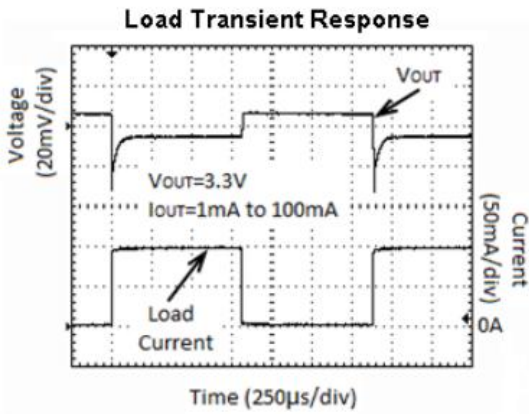 Load Transient Response
Voltage
(20mV/div)
VOUT
VOUT=3.3V
IOUT=1mA to 100mA
Current
(50mA/div)
Load
Current
0A
Time (250µs/div)